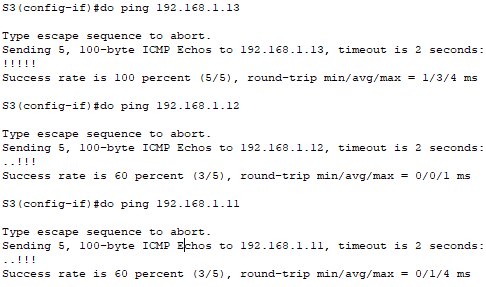 S3(config-if)#do ping 192.168.1.13
Type escape sequence to abort.
Sending 5, 100-byte ICMP Echos to 192.168.1.13, timeout is 2 seconds:
!!!!!
Success rate is 100 percent (5/5), round-trip min/avg/max = 1/3/4 ms
S3(config-if)#do ping 192.168.1.12
Type escape sequence to abort.
Sending 5, 100-byte ICMP Echos to 192.168.1.12, timeout is 2 seconds:
..!!!
Success rate is 60 percent (3/5), round-trip min/avg/max = 0/0/1 ms
S3(config-if)#do ping 192.168.1.11
Type escape sequence to abort.
Sending 5, 100-byte ICMP Echos to 192.168.1.11, timeout is 2 seconds:
..!!!
Success rate is 60 percent (3/5), round-trip min/avg/max = 0/1/4 ms